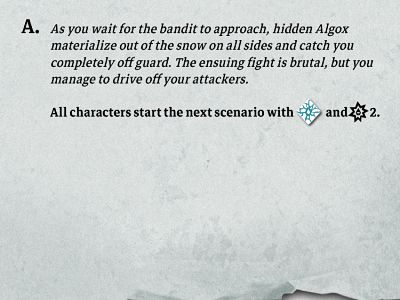 A. As you wait for the bandit to approach, hidden Algox
materialize out of the snow on all sides and catch you
completely off guard. The ensuing fight is brutal, but you
manage to drive off your attackers.
All characters start the next scenario with and 2.